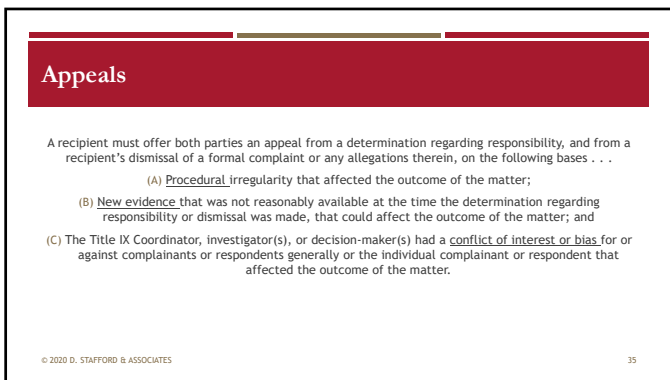 Appeals
A recipient must offer both parties an appeal from a determination regarding responsibility, and from a
recipient's dismissal of a formal complaint or any allegations therein, on the following bases . . .
(A) Procedural irregularity that affected the outcome of the matter;
(B) New evidence that was not reasonably available at the time the determination regarding
responsibility or dismissal was made, that could affect the outcome of the matter; and
(C) The Title IX Coordinator, investigator(s), or decision-maker(s) had a conflict of interest or bias for or
against complainants or respondents generally or the individual complainant or respondent that
affected the outcome of the matter.
© 2020 D. STAFFORD & ASSOCIATES
35